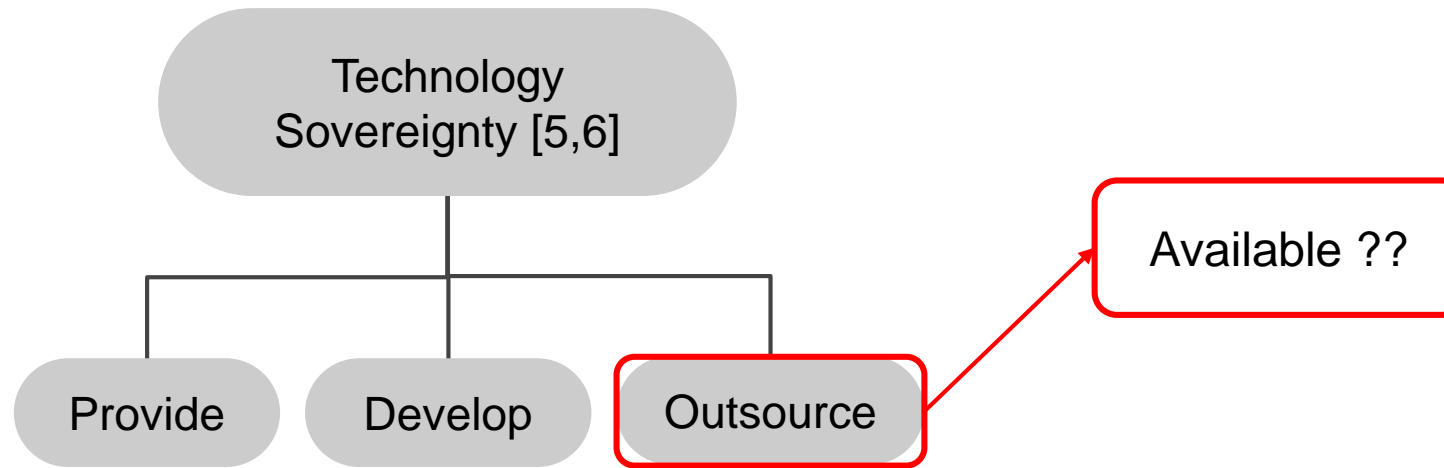 Technology
Sovereignty [5,6]
Available ??
Provide
Develop
Outsource